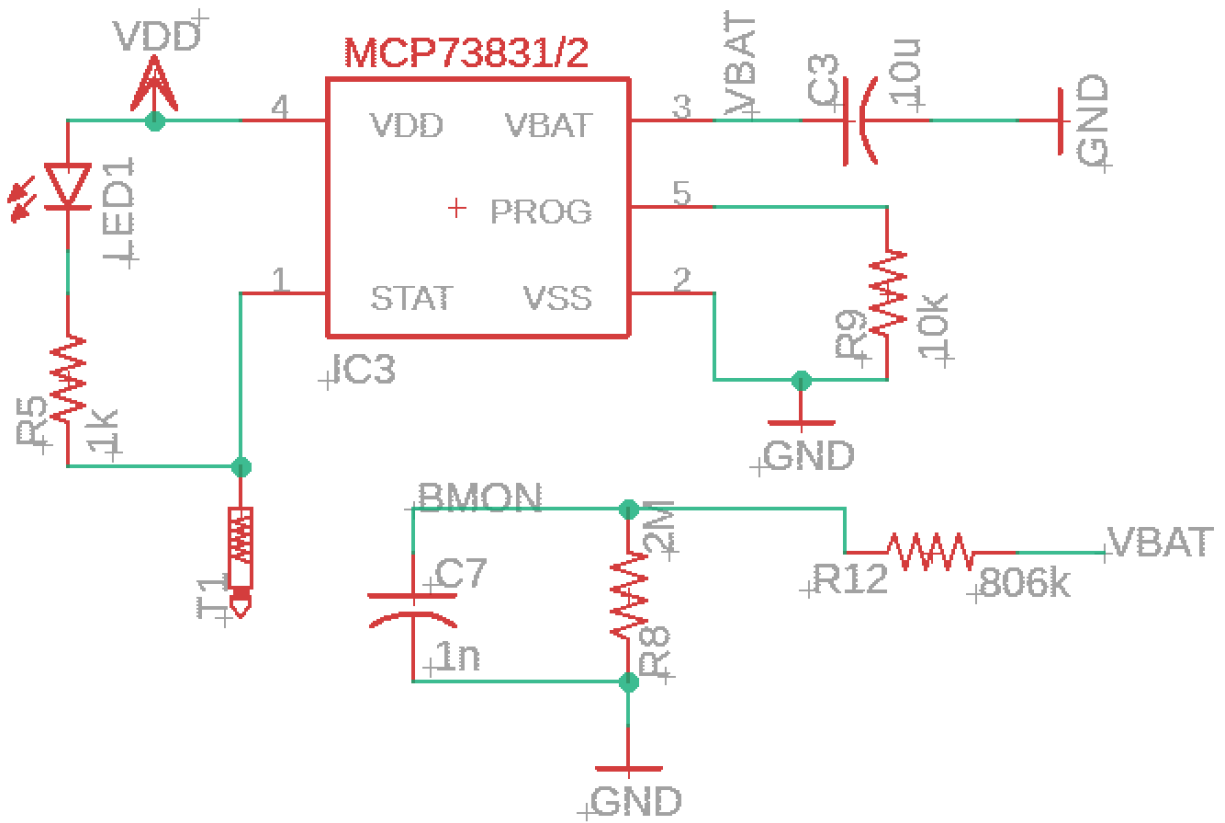 VDD
MCP73831/2
VBAT
C3
10u
GND
4
VDD
VBAT
3
LED1
PROG
5
1
STAT
VSS
2
R9
10k
IC3
R5
1k
GND
BMON
2M
VBAT
C7
R12
806k
T1
R8
1n
GND